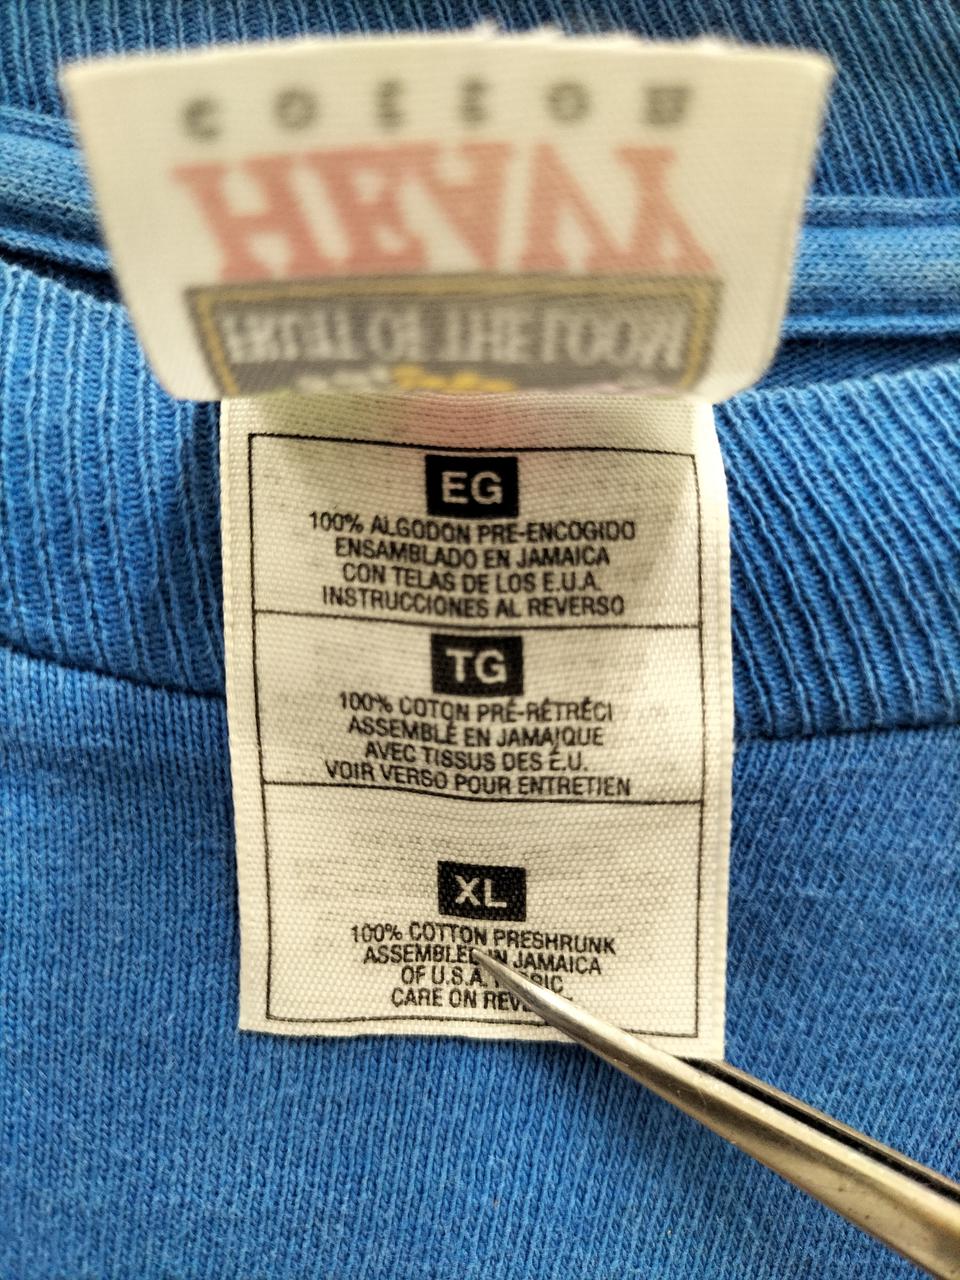 FRUIT OF THE LOOM
HEAVY
COTTON
EG
100% ALGODON PRE-ENCOGIDO
ENSAMBLADO EN JAMAICA
CON TELAS DE LOS E.U.A.
INSTRUCCIONES AL REVERSO
TG
100% COTON PRÉ-RÉTRÉCI
ASSEMBLÉ EN JAMAÏQUE
AVEC TISSUS DES É.U.
VOIR VERSO POUR ENTRETIEN
XL
100% COTTON PRESHRUNK
ASSEMBLED IN JAMAICA
OF U.S.A.
CARE ON